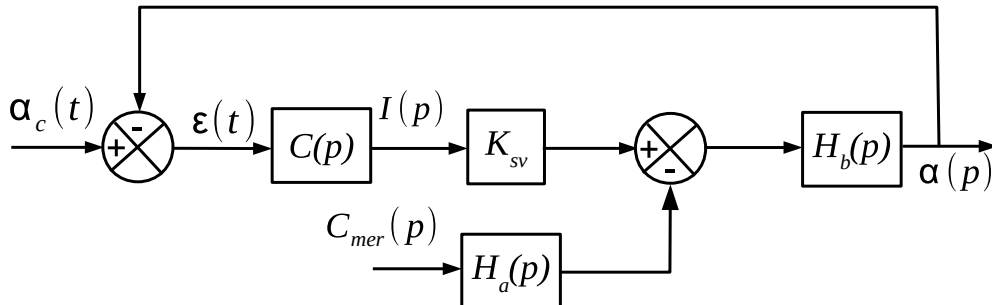 -
α_c(t)
+
ε(t)
C(p)
I(p)
K_sv
+
-
H_b(p)
α(p)
C_mer(p)
H_a(p)